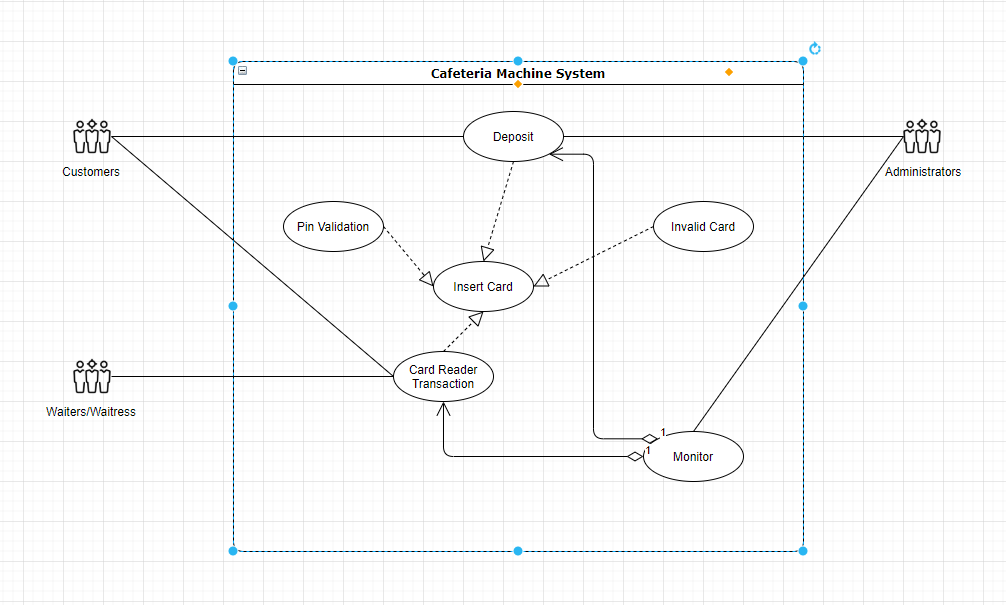 Cafeteria Machine System
Deposit
Customers
Administrators
Pin Validation
Invalid Card
Insert Card
Card Reader
Transaction
Waiters/Waitress
1
1
Monitor